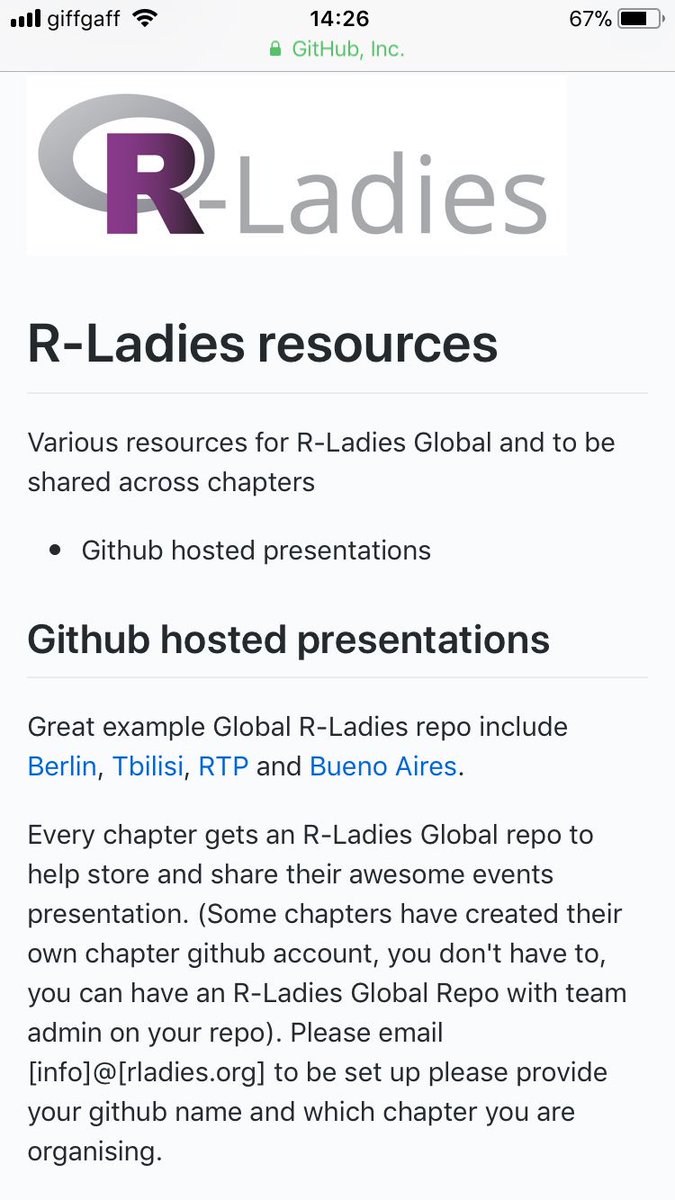 giffgaff 14:26 67%
GitHub, Inc.
R-Ladies
R-Ladies resources
Various resources for R-Ladies Global and to be
shared across chapters
• Github hosted presentations
Github hosted presentations
Great example Global R-Ladies repo include
Berlin, Tbilisi, RTP and Bueno Aires.
Every chapter gets an R-Ladies Global repo to
help store and share their awesome events
presentation. (Some chapters have created their
own chapter github account, you don't have to,
you can have an R-Ladies Global Repo with team
admin on your repo). Please email
[info]@[rladies.org] to be set up please provide
your github name and which chapter you are
organising.